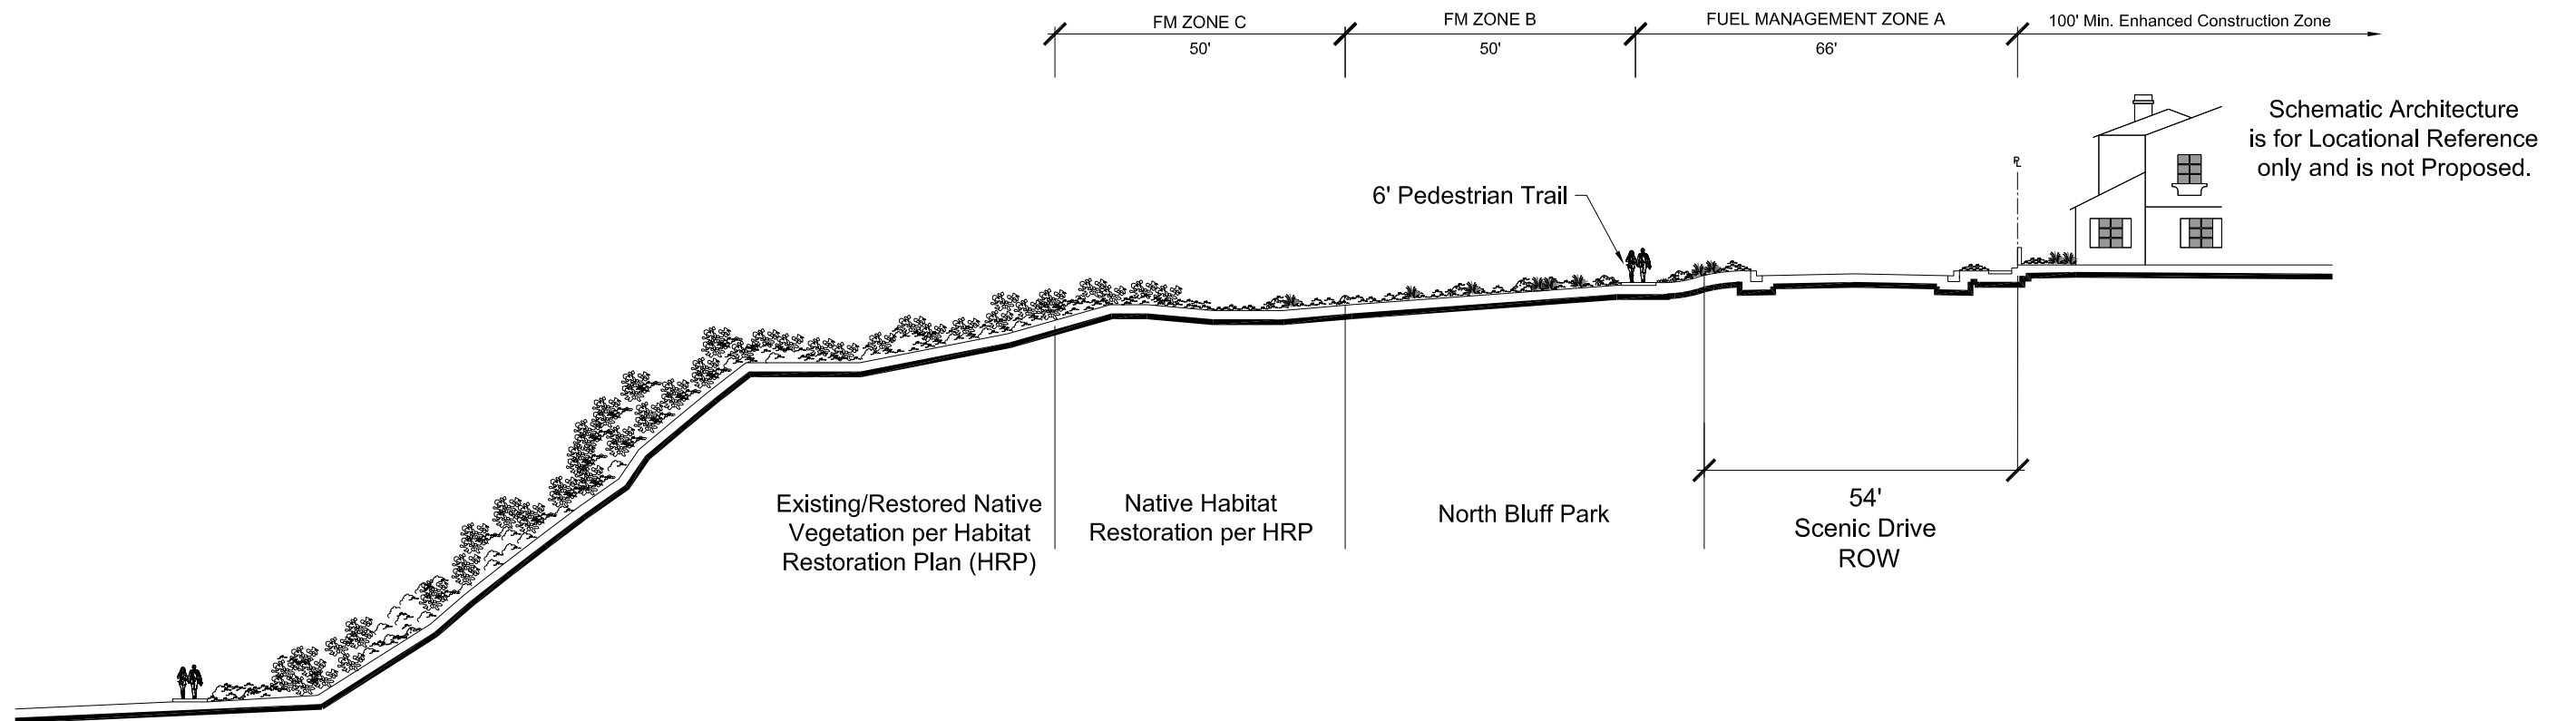 FM ZONE C
50'
FM ZONE B
50'
FUEL MANAGEMENT ZONE A
66'
100' Min. Enhanced Construction Zone
Schematic Architecture
is for Locational Reference
only and is not Proposed.
PL
6' Pedestrian Trail
Existing/Restored Native
Vegetation per Habitat
Restoration Plan (HRP)
Native Habitat
Restoration per HRP
North Bluff Park
54'
Scenic Drive
ROW